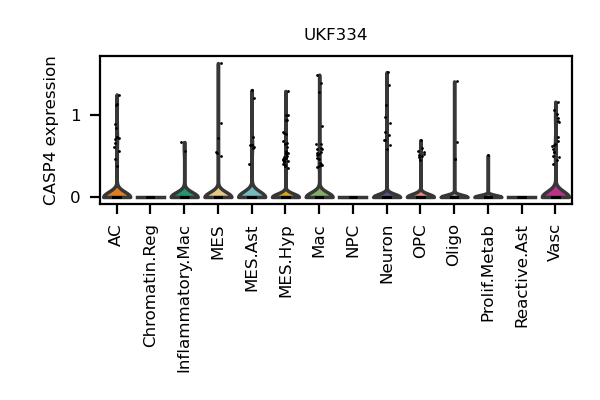 UKF334
CASP4 expression
1
0
AC
Chromatin.Reg
Inflammatory.Mac
MES
MES.Ast
MES.Hyp
Mac
NPC
Neuron
OPC
Oligo
Prolif.Metab
Reactive.Ast
Vasc